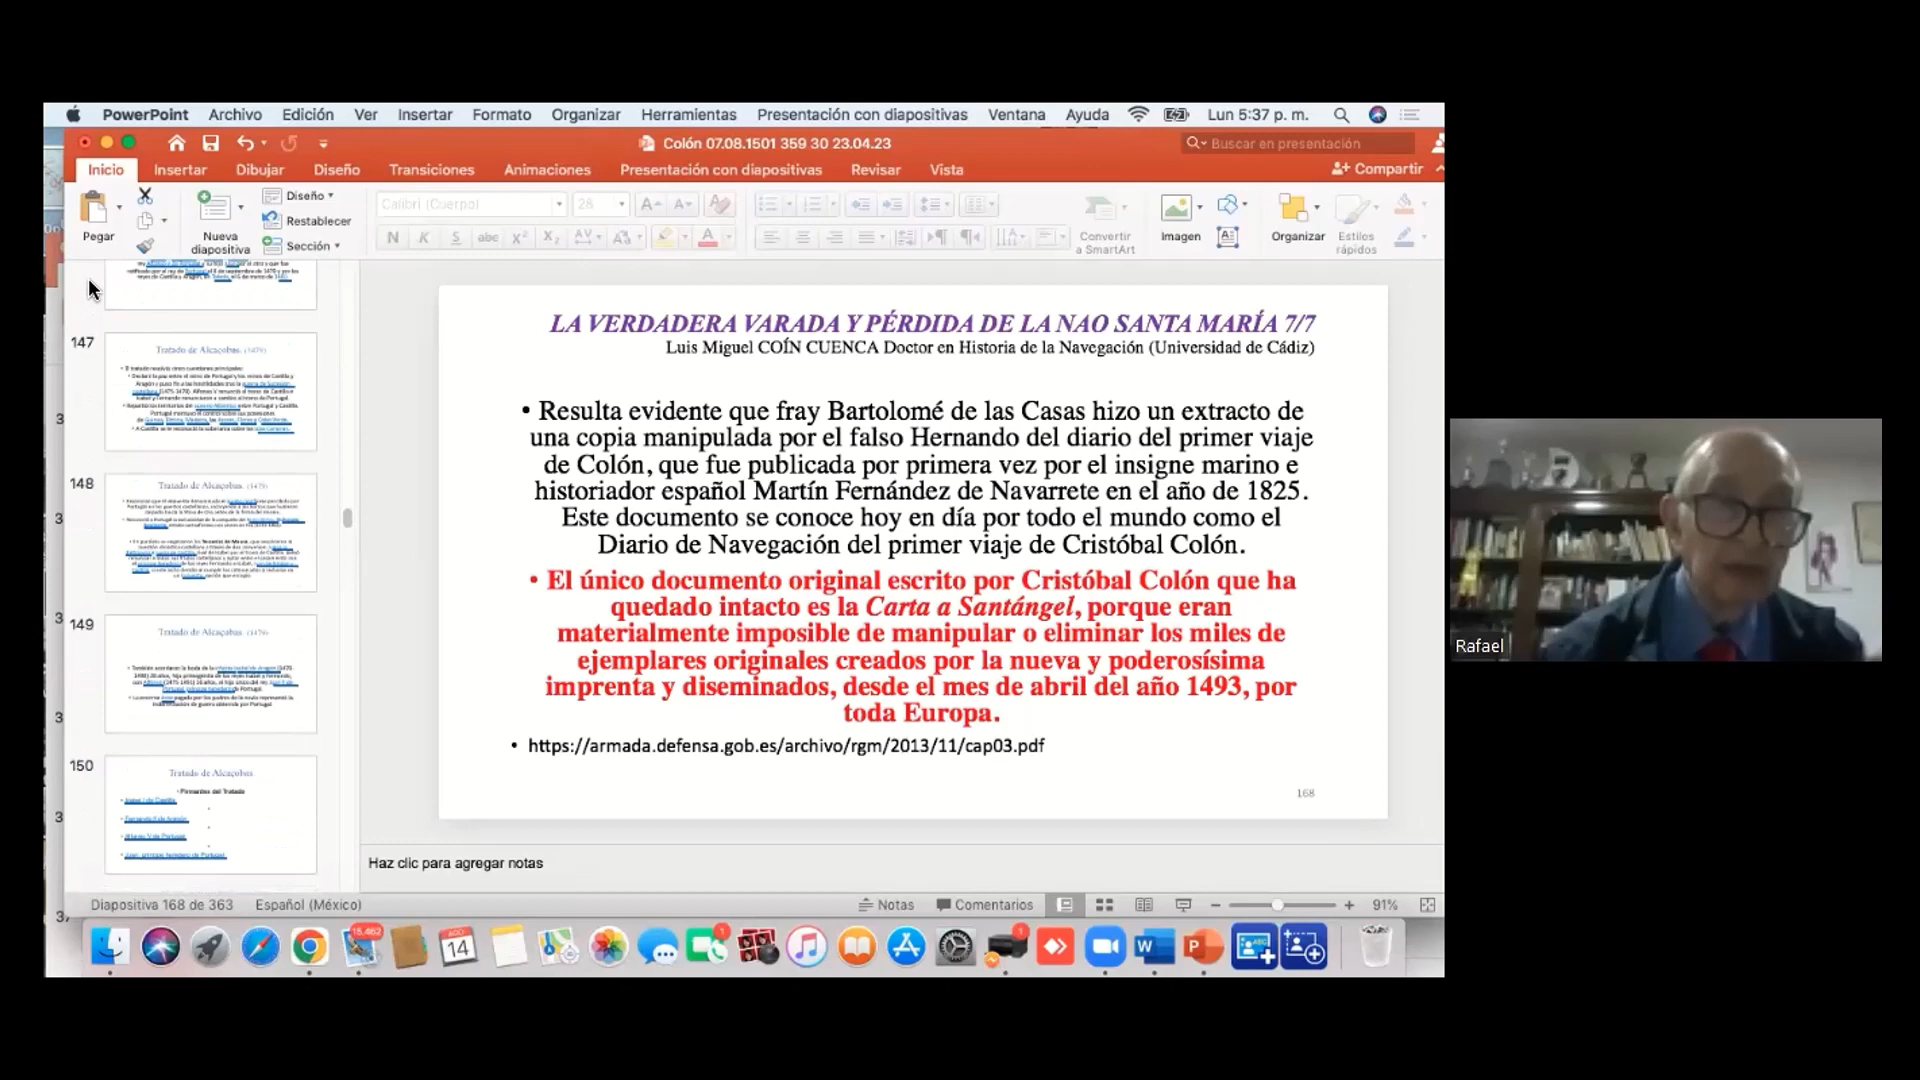 PowerPoint Archivo Edición Ver Insertar Formato Organizar Herramientas Presentación con diapositivas Ventana Ayuda Lun 5:37 p. m.
Colón 07.08.1501 359 30 23.04.23
Buscar en presentación
Inicio Insertar Dibujar Diseño Transiciones Animaciones Presentación con diapositivas Revisar Vista Compartir
Pegar
Nueva
diapositiva
Diseño
Restablecer
Sección
Calibri (Cuerpo) 28
Convertir
a SmartArt
Imagen
Organizar
Estilos
rápidos
147
Tratado de Alcaçobas. (1479)
148
Tratado de Alcaçobas. (1479)
149
Tratado de Alcaçobas. (1479)
150
Tratado de Alcaçobas.
Firmantes del Tratado
LA VERDADERA VARADA Y PÉRDIDA DE LA NAO SANTA MARÍA 7/7
Luis Miguel COÍN CUENCA Doctor en Historia de la Navegación (Universidad de Cádiz)
• Resulta evidente que fray Bartolomé de las Casas hizo un extracto de
una copia manipulada por el falso Hernando del diario del primer viaje
de Colón, que fue publicada por primera vez por el insigne marino e
historiador español Martín Fernández de Navarrete en el año de 1825.
Este documento se conoce hoy en día por todo el mundo como el
Diario de Navegación del primer viaje de Cristóbal Colón.
• El único documento original escrito por Cristóbal Colón que ha
quedado intacto es la Carta a Santángel, porque eran
materialmente imposible de manipular o eliminar los miles de
ejemplares originales creados por la nueva y poderosísima
imprenta y diseminados, desde el mes de abril del año 1493, por
toda Europa.
• https://armada.defensa.gob.es/archivo/rgm/2013/11/cap03.pdf
168
Haz clic para agregar notas
Diapositiva 168 de 363 Español (México) Notas Comentarios 91%
Rafael